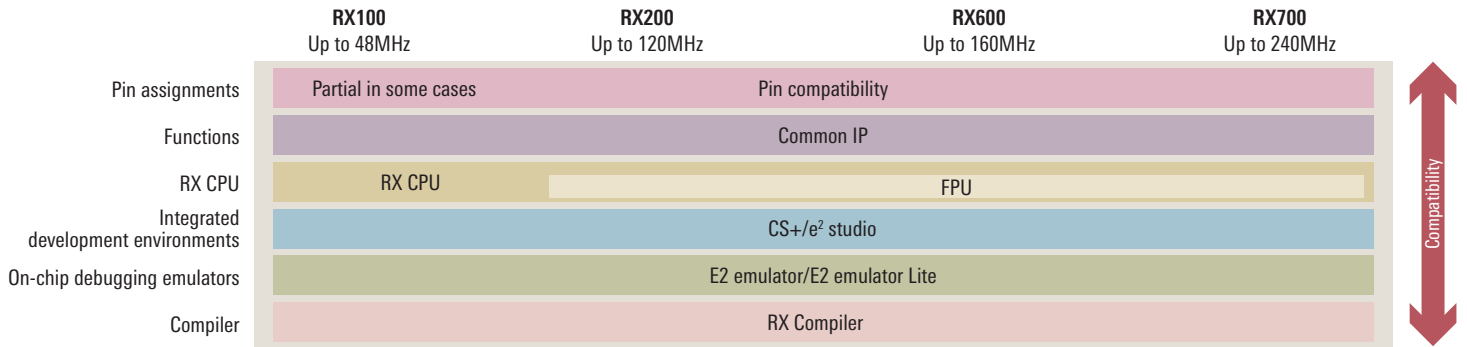 RX100 RX200 RX600 RX700
Up to 48MHz Up to 120MHz Up to 160MHz Up to 240MHz
Pin assignments Partial in some cases Pin compatibility
Functions Common IP
RX CPU RX CPU FPU
Integrated
development environments CS+/e² studio
On-chip debugging emulators E2 emulator/E2 emulator Lite
Compiler RX Compiler
Compatibility